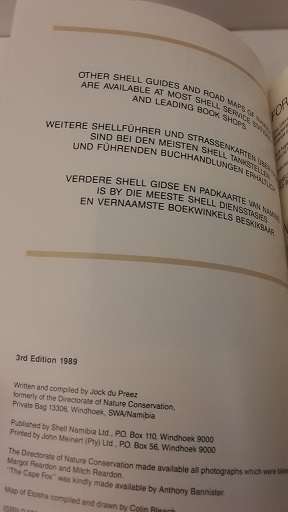 OTHER SHELL GUIDES AND ROAD MAPS OF
ARE AVAILABLE AT MOST SHELL SERVICE
AND LEADING BOOK SHOPS.
WEITERE SHELLFÜHRER UND STRASSENKARTEN ÜBER
SIND BEI DEN MEISTEN SHELL TANKSTELLEN
UND FÜHRENDEN BUCHHANDLUNGEN ERHÄLTLICH
VERDERE SHELL GIDSE EN PADKAARTE VAN
IS BY DIE MEESTE SHELL DIENSSTASIES
EN VERNAAMSTE BOEKWINKELS BESKIKBAAR
3rd Edition 1989
Written and compiled by Jock du Preez
formerly of the Directorate of Nature Conservation,
Private Bag 13306, Windhoek, SWA/Namibia
Published by Shell Namibia Ltd., P.O. Box 110, Windhoek 9000
Printed by John Meinert (Pty) Ltd., P.O. Box 56, Windhoek 9000
The Directorate of Nature Conservation made available all photographs which were
Margot Reardon and Mitch Reardon.
"The Cape Fox" was kindly made available by Anthony Bannister.
Map of Etosha compiled and drawn by Colin